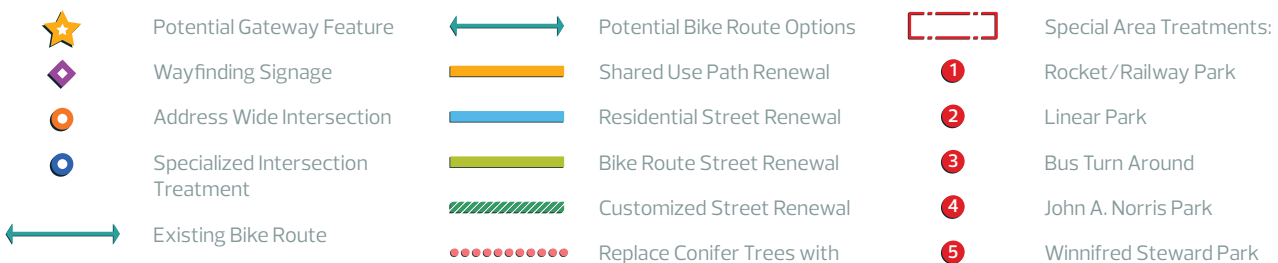 Potential Gateway Feature
Wayfinding Signage
Address Wide Intersection
Specialized Intersection
Treatment
Existing Bike Route
Potential Bike Route Options
Shared Use Path Renewal
Residential Street Renewal
Bike Route Street Renewal
Customized Street Renewal
Replace Conifer Trees with
Special Area Treatments:
1 Rocket/Railway Park
2 Linear Park
3 Bus Turn Around
4 John A. Norris Park
5 Winnifred Steward Park